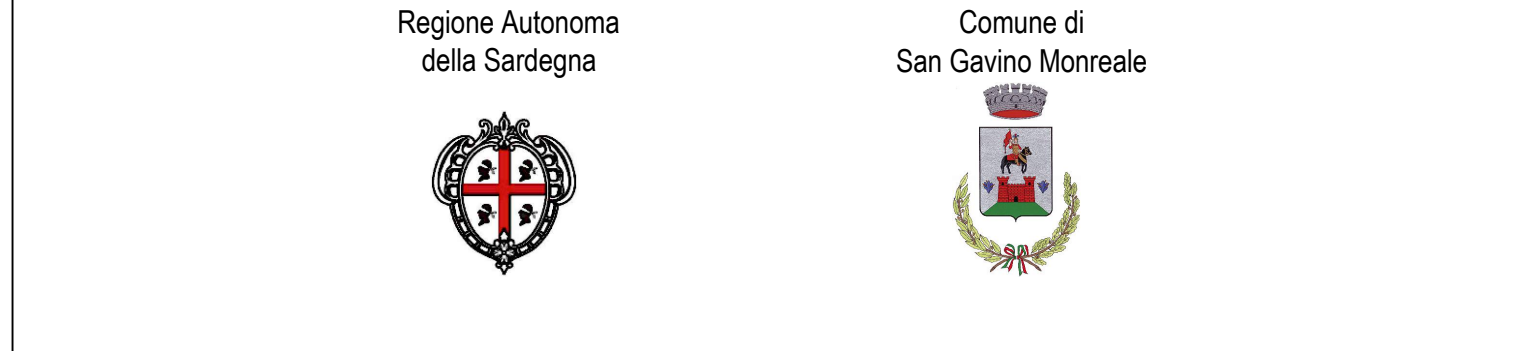 Regione Autonoma
della Sardegna
Comune di
San Gavino Monreale